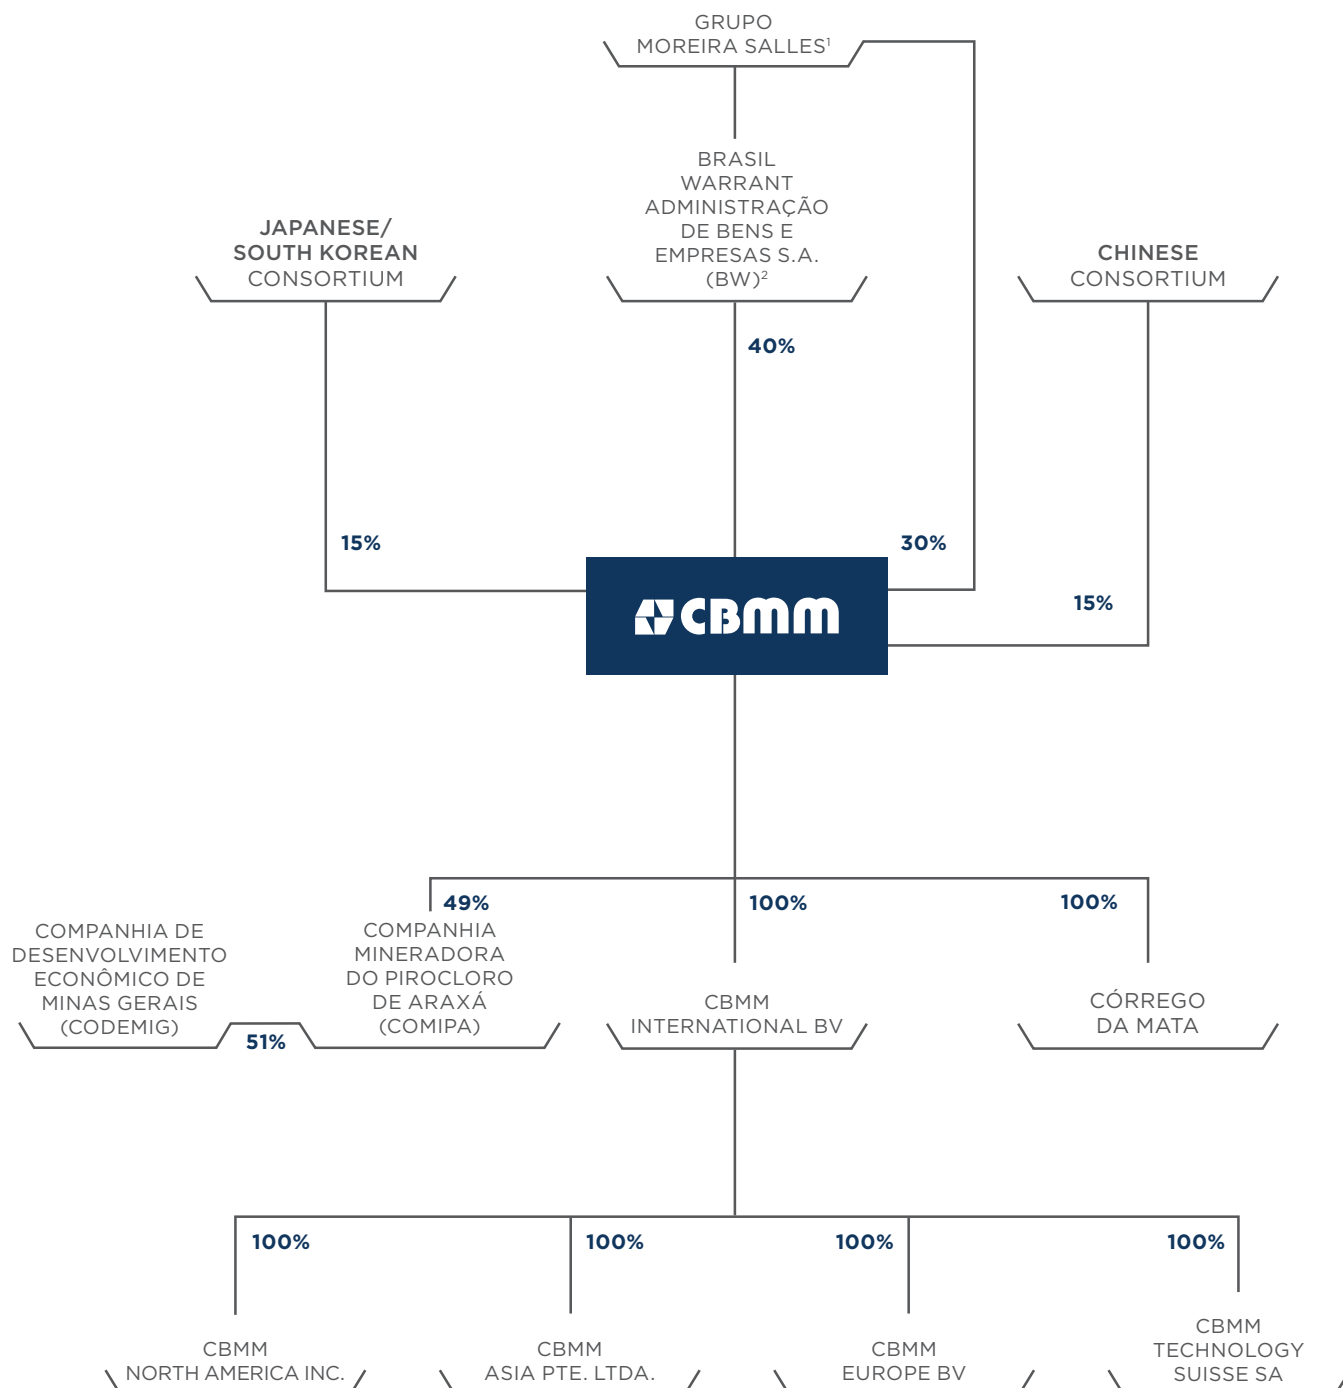 GRUPO
MOREIRA SALLES¹
BRASIL
WARRANT
ADMINISTRAÇÃO
DE BENS E
EMPRESAS S.A.
(BW)²
JAPANESE/
SOUTH KOREAN
CONSORTIUM
CHINESE
CONSORTIUM
40%
15%
30%
15%
CBMM
49%
100%
100%
COMPANHIA DE
DESENVOLVIMENTO
ECONÔMICO DE
MINAS GERAIS
(CODEMIG)
51%
COMPANHIA
MINERADORA
DO PIROCLORO
DE ARAXÁ
(COMIPA)
CBMM
INTERNATIONAL BV
CÓRREGO
DA MATA
100%
100%
100%
100%
CBMM
NORTH AMERICA INC.
CBMM
ASIA PTE. LTDA.
CBMM
EUROPE BV
CBMM
TECHNOLOGY
SUISSE SA